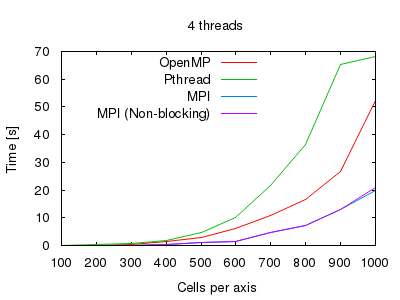 4 threads
70
60
50
40
30
20
10
0
Time [s]
OpenMP
Pthread
MPI
MPI (Non-blocking)
100 200 300 400 500 600 700 800 900 1000
Cells per axis